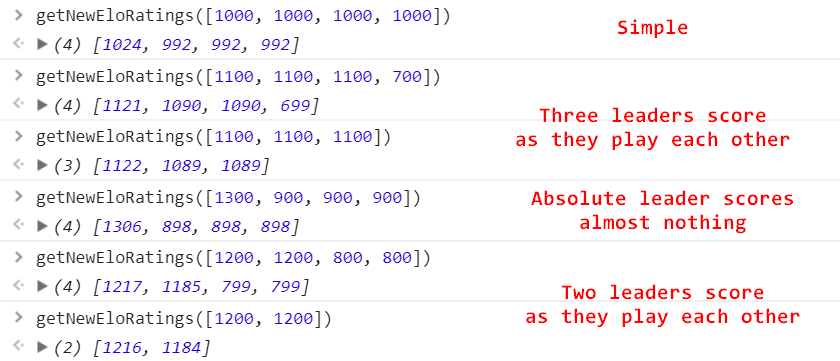 getNewEloRatings([1000, 1000, 1000, 1000])
Simple
(4) [1024, 992, 992, 992]
getNewEloRatings([1100, 1100, 1100, 700])
(4) [1121, 1090, 1090, 699]
Three leaders score
as they play each other
getNewEloRatings([1100, 1100, 1100])
(3) [1122, 1089, 1089]
getNewEloRatings([1300, 900, 900, 900])
Absolute leader scores
almost nothing
(4) [1306, 898, 898, 898]
getNewEloRatings([1200, 1200, 800, 800])
(4) [1217, 1185, 799, 799]
Two leaders score
as they play each other
getNewEloRatings([1200, 1200])
(2) [1216, 1184]